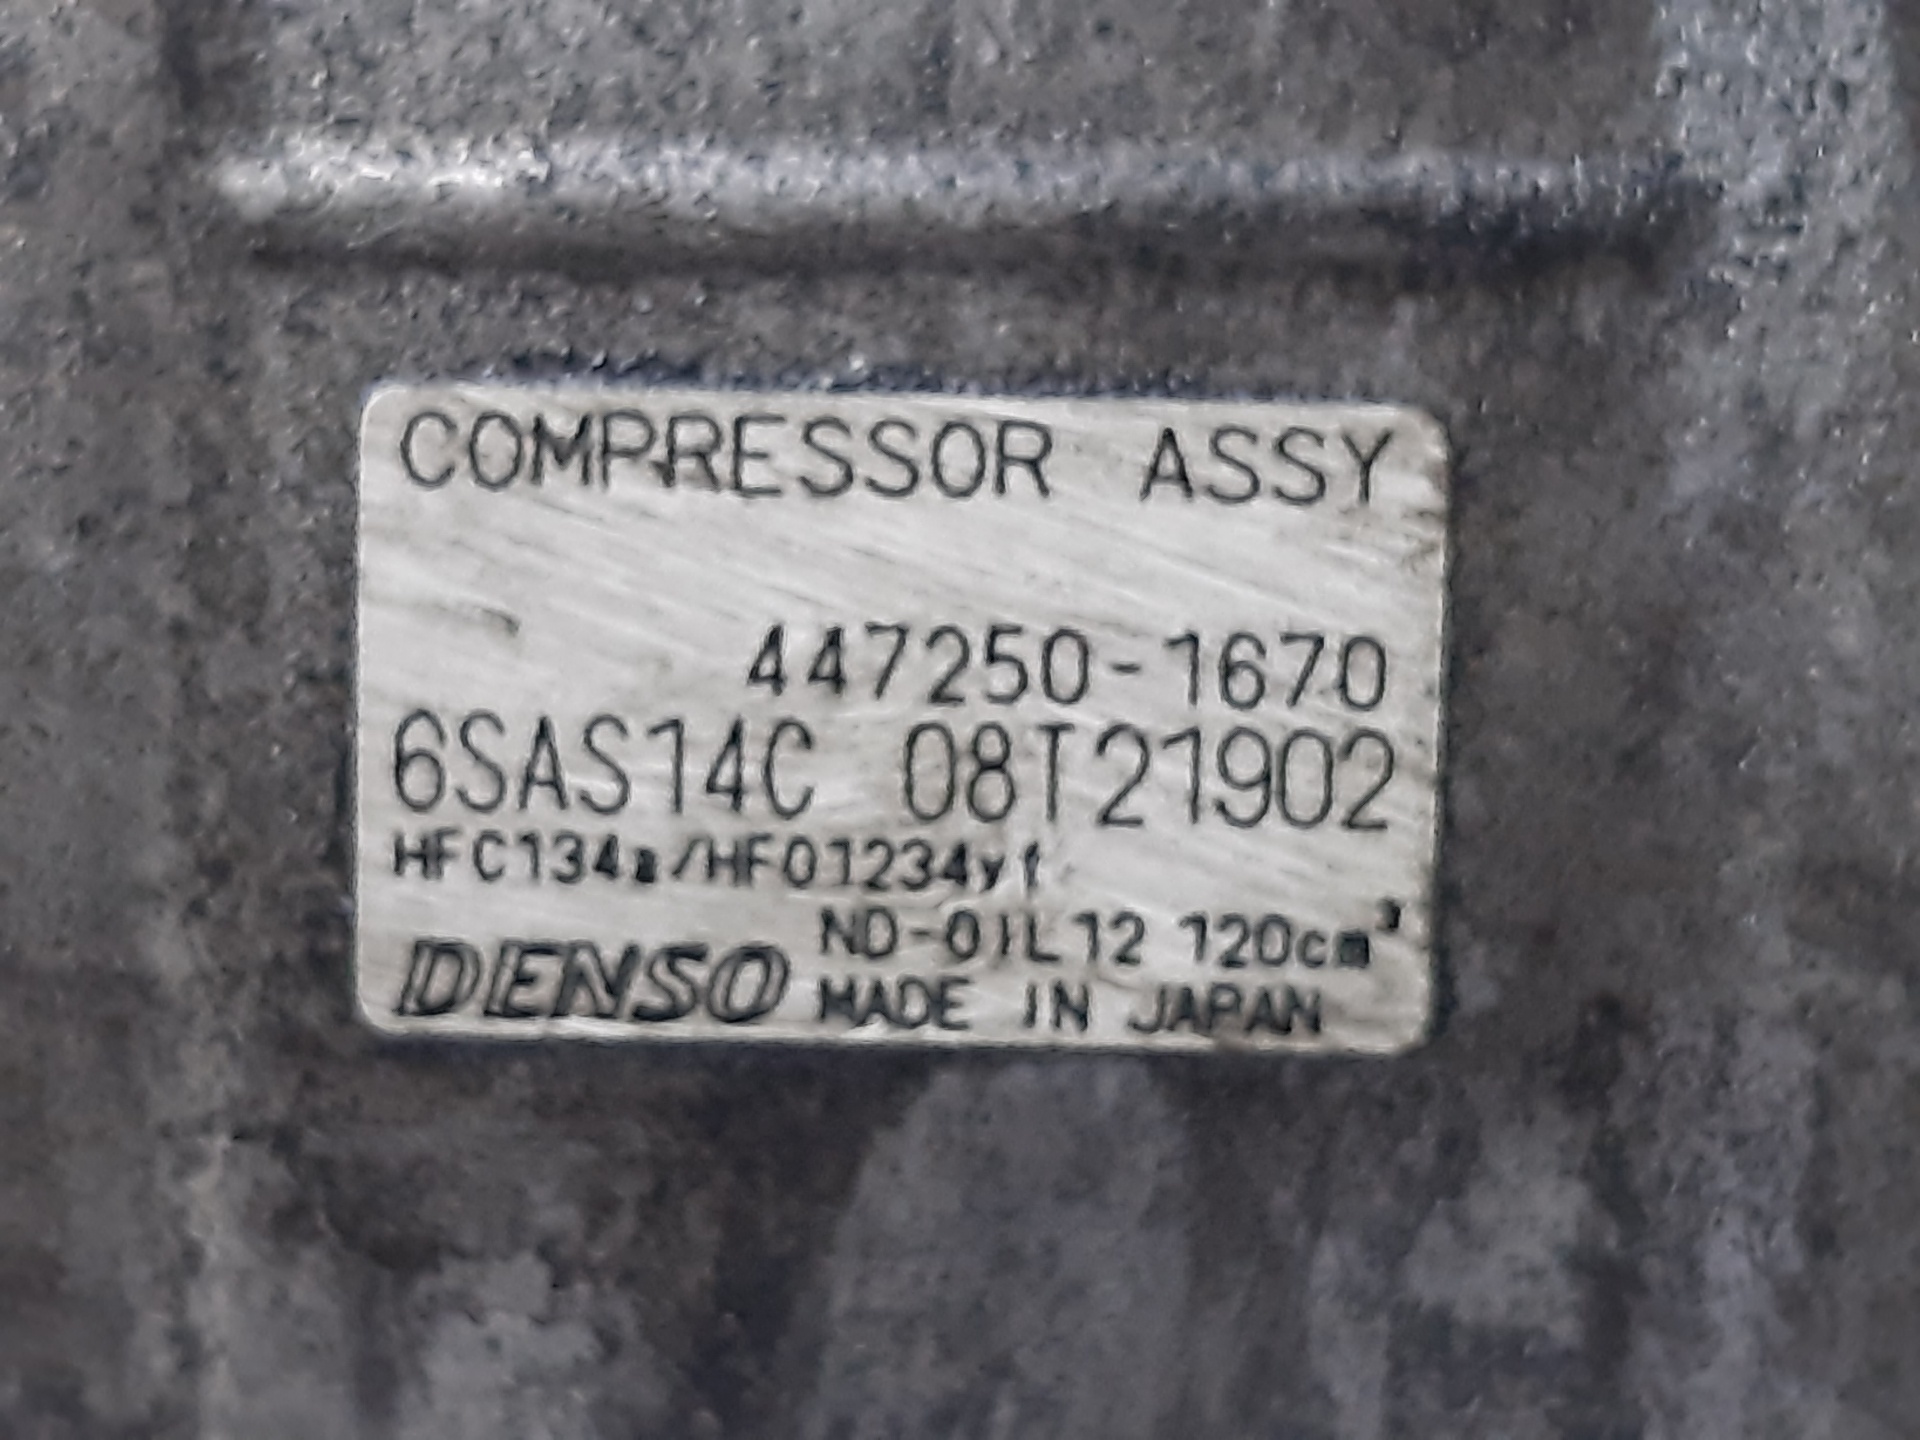 COMPRESSOR ASSY
447250-1670
6SAS14C 08T21902
HFC134a/HFO1234yf
ND-OIL12 120cm³
DENSO MADE IN JAPAN